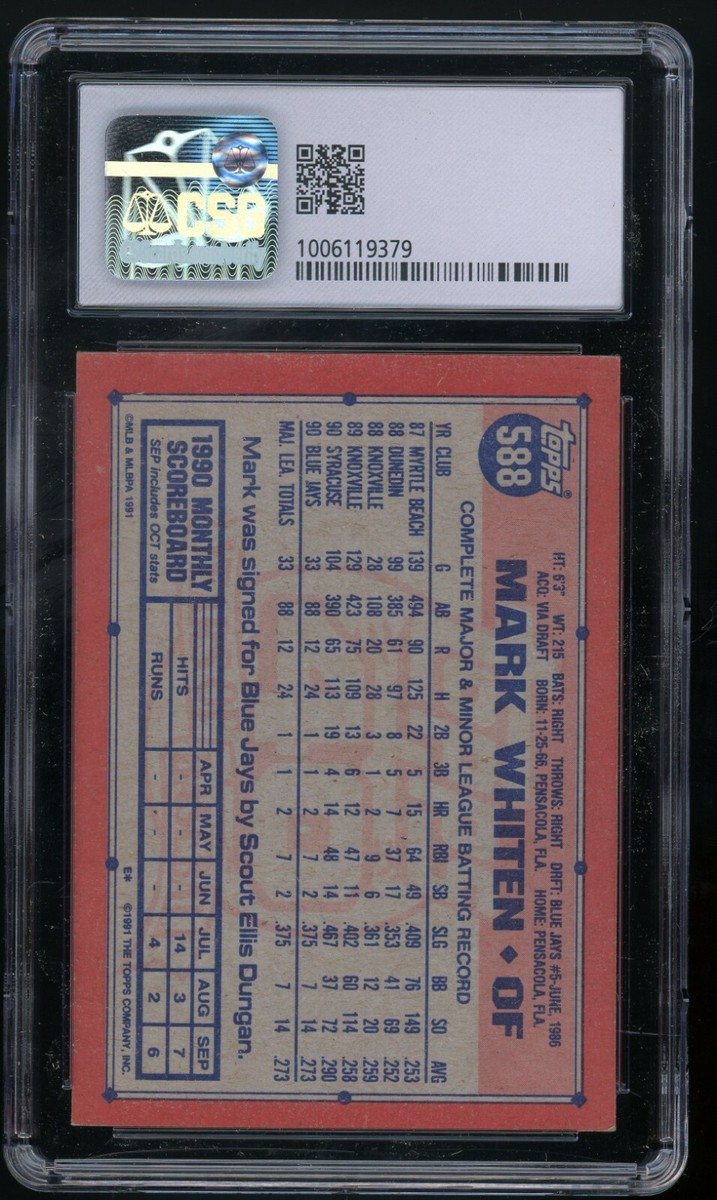 CSG
1006119379
topps®
588
HT: 6'3" WT: 215 BATS: RIGHT THROWS: RIGHT DRFT: BLUE JAYS #5-JUNE, 1986
ACQ: VIA DRAFT BORN: 11-25-66, PENSACOLA, FLA. HOME: PENSACOLA, FLA.
MARK WHITEN ◆ OF
COMPLETE MAJOR & MINOR LEAGUE BATTING RECORD
YR CLUB G AB R H 2B 3B HR RBI SB SLG BB SO AVG
87 MYRTLE BEACH 139 494 90 125 22 5 15 64 49 .409 76 149 .253
88 DUNEDIN 99 385 61 97 8 5 7 37 17 .353 41 69 .252
88 KNOXVILLE 28 108 20 28 3 1 2 9 6 .361 12 20 .259
89 KNOXVILLE 129 423 75 109 13 6 12 47 11 .402 60 114 .258
90 SYRACUSE 104 390 65 113 19 4 14 48 14 .467 37 72 .290
90 BLUE JAYS 33 88 12 24 1 1 2 7 2 .375 7 14 .273
MAJ. LEA. TOTALS 33 88 12 24 1 1 2 7 2 .375 7 14 .273
Mark was signed for Blue Jays by Scout Ellis Dungan.
1990 MONTHLY
SCOREBOARD
SEP includes OCT stats
APR MAY JUN JUL AUG SEP
HITS - - - 14 3 7
RUNS - - - 4 2 6
©MLB & MLBPA 1991
E* ©1991 THE TOPPS COMPANY, INC.